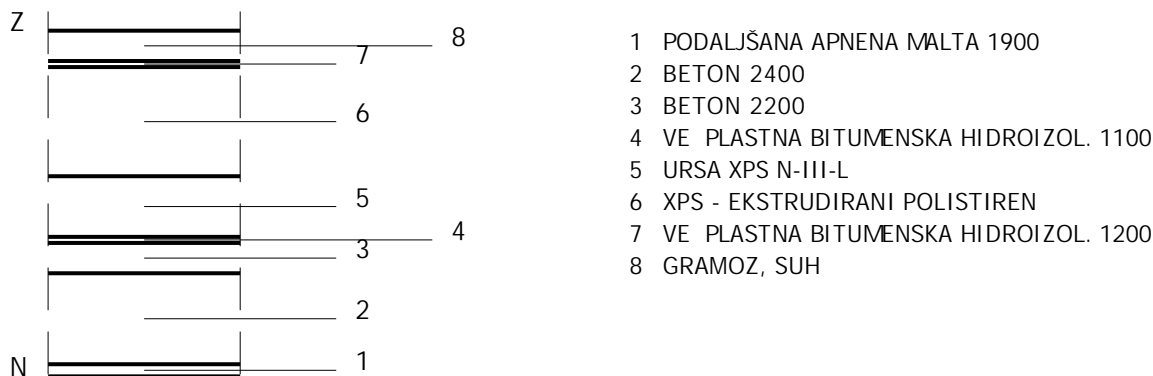 Z
8
7
6
5
4
3
2
N
1
1 PODALJŠANA APNENA MALTA 1900
2 BETON 2400
3 BETON 2200
4 VE PLASTNA BITUMENSKA HIDROIZOL. 1100
5 URSA XPS N-III-L
6 XPS - EKSTRUDIRANI POLISTIREN
7 VE PLASTNA BITUMENSKA HIDROIZOL. 1200
8 GRAMOZ, SUH